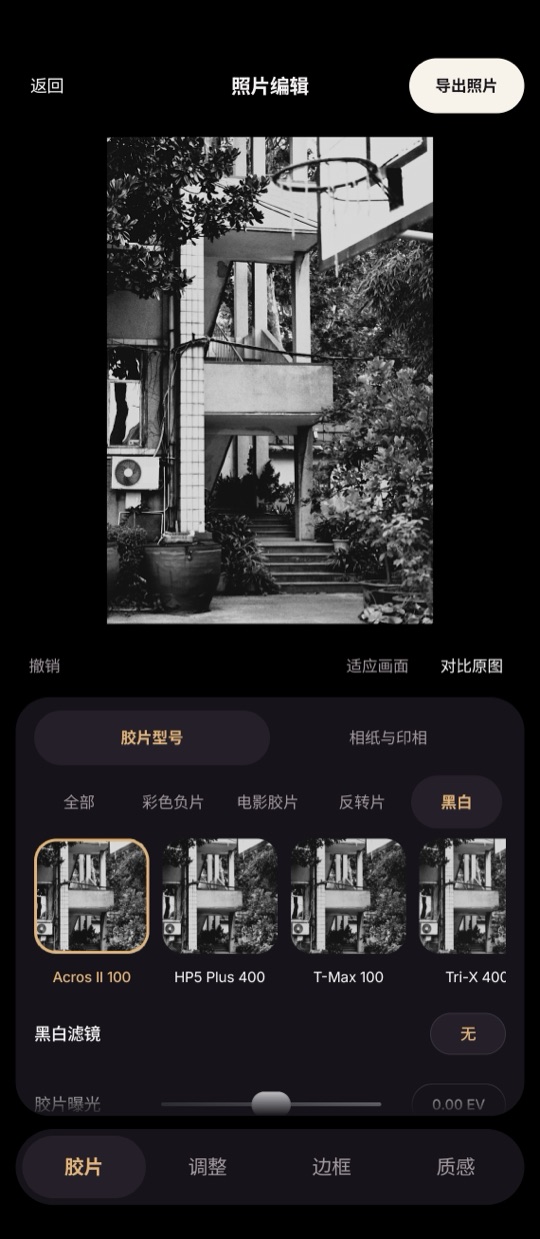 返回
照片编辑
导出照片
撤销
适应画面
对比原图
胶片型号
相纸与印相
全部
彩色负片
电影胶片
反转片
黑白
Acros II 100
HP5 Plus 400
T-Max 100
Tri-X 400
黑白滤镜
无
胶片曝光
0.00 EV
胶片
调整
边框
质感